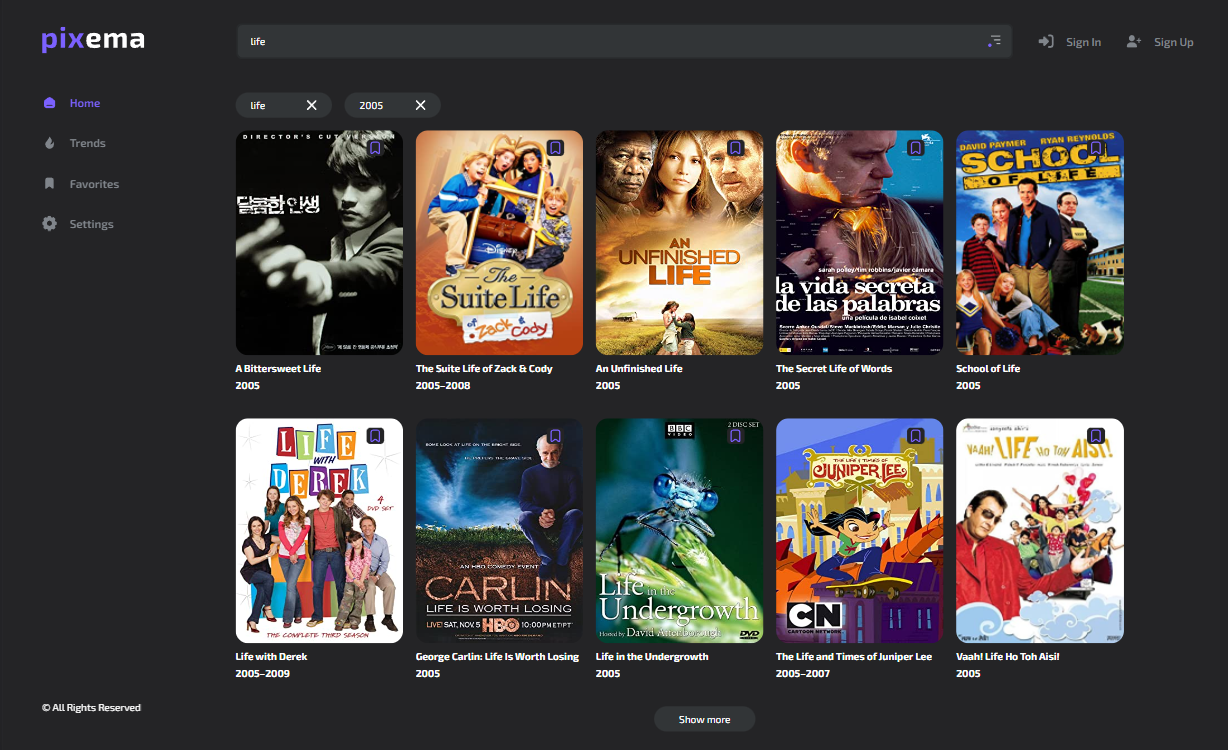 pixema
life
Sign In
Sign Up
Home
Trends
Favorites
Settings
life
2005
DIRECTOR'S CUT VERSION
달콤한 인생
Disney
The
Suite Life
of Zack & Cody
AN
UNFINISHED
LIFE
sarah polley/tim robbins/javier cámara
la vida secreta
de las palabras
una película de isabel coixet
DAVID PAYMER RYAN REYNOLDS
SCHOOL
OF LIFE
A Bittersweet Life
2005
The Suite Life of Zack & Cody
2005–2008
An Unfinished Life
2005
The Secret Life of Words
2005
School of Life
2005
LIFE
WITH
DEREK
4
DVD SET
THE COMPLETE THIRD SEASON
SOME LOOK AT LIFE ON THE BRIGHT SIDE.
HE PREFERS THE GRAVE SIDE.
AN HBO COMEDY EVENT
CARLIN
LIFE IS WORTH LOSING
LIVE! SAT, NOV. 5 HBO 10:00PM ET/PT
BBC
VIDEO
2 DISC SET
Life in the
Undergrowth
Hosted by David Attenborough
DVD
THE LIFE & TIMES OF
JUNIPER LEE
CN
CARTOON NETWORK
VAAH! LIFE HO TOH AISI!
Life with Derek
2005–2009
George Carlin: Life Is Worth Losing
2005
Life in the Undergrowth
2005
The Life and Times of Juniper Lee
2005–2007
Vaah! Life Ho Toh Aisi!
2005
© All Rights Reserved
Show more